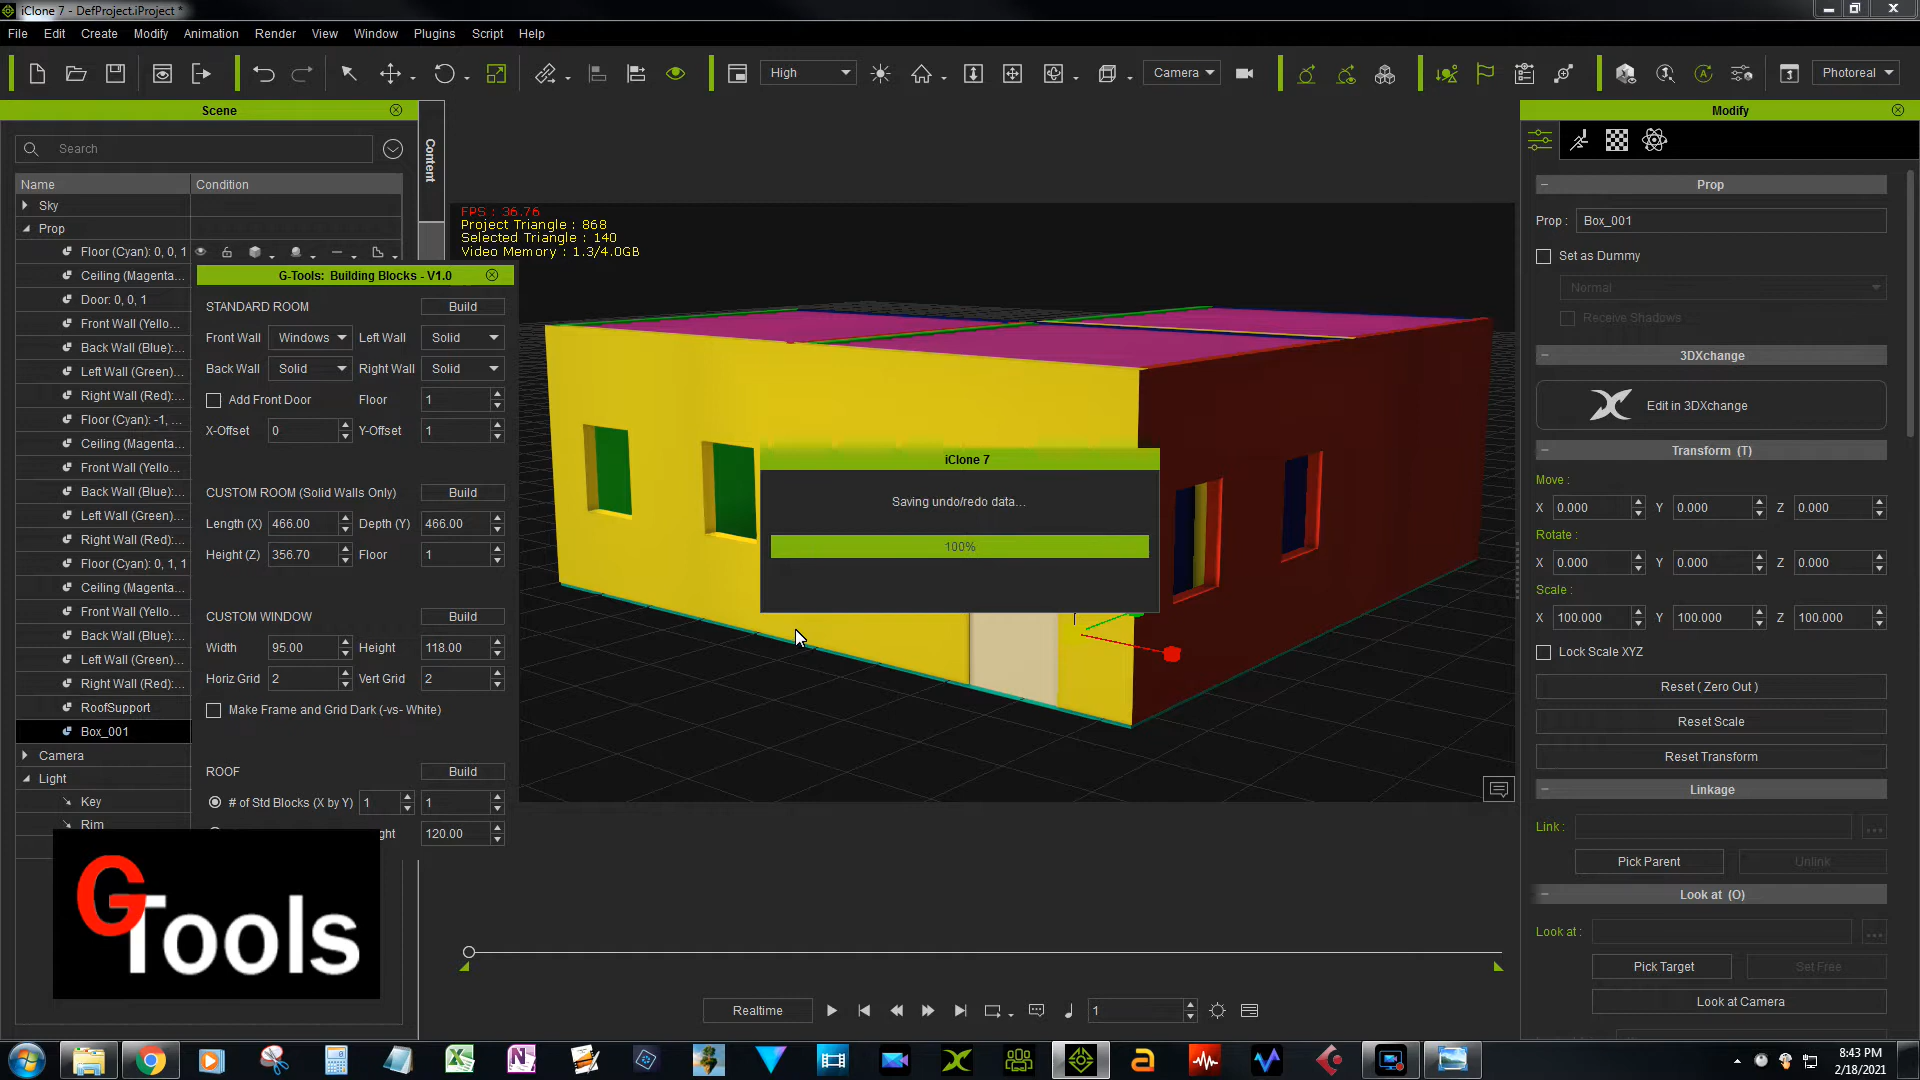 iClone 7 - DefProject.iProject *
File Edit Create Modify Animation Render View Window Plugins Script Help
High Camera Photoreal
Scene
Search
Name Condition
Sky
Prop
Floor (Cyan): 0, 0, 1
Ceiling (Magenta...
Door: 0, 0, 1
Front Wall (Yello...
Back Wall (Blue):...
Left Wall (Green)...
Right Wall (Red):...
Floor (Cyan): -1, ...
Ceiling (Magenta...
Front Wall (Yello...
Back Wall (Blue):...
Left Wall (Green)...
Right Wall (Red):...
Floor (Cyan): 0, 1, 1
Ceiling (Magenta...
Front Wall (Yello...
Back Wall (Blue):...
Left Wall (Green)...
Right Wall (Red):...
RoofSupport
Box_001
Camera
Light
Key
Rim
G Tools
G-Tools: Building Blocks - V1.0
STANDARD ROOM Build
Front Wall Windows Left Wall Solid
Back Wall Solid Right Wall Solid
Add Front Door Floor 1
X-Offset 0 Y-Offset 1
CUSTOM ROOM (Solid Walls Only) Build
Length (X) 466.00 Depth (Y) 466.00
Height (Z) 356.70 Floor 1
CUSTOM WINDOW Build
Width 95.00 Height 118.00
Horiz Grid 2 Vert Grid 2
Make Frame and Grid Dark (-vs- White)
ROOF Build
# of Std Blocks (X by Y) 1 1
ght 120.00
Content
FPS : 36.76
Project Triangle : 868
Selected Triangle : 140
Video Memory : 1.3/4.0GB
iClone 7
Saving undo/redo data...
100%
Realtime 1
Modify
Prop
Prop : Box_001
Set as Dummy
Normal
Receive Shadows
3DXchange
Edit in 3DXchange
Transform (T)
Move :
X 0.000 Y 0.000 Z 0.000
Rotate :
X 0.000 Y 0.000 Z 0.000
Scale :
X 100.000 Y 100.000 Z 100.000
Lock Scale XYZ
Reset ( Zero Out )
Reset Scale
Reset Transform
Linkage
Link : ...
Pick Parent Unlink
Look at (O)
Look at : ...
Pick Target Set Free
Look at Camera
8:43 PM
2/18/2021